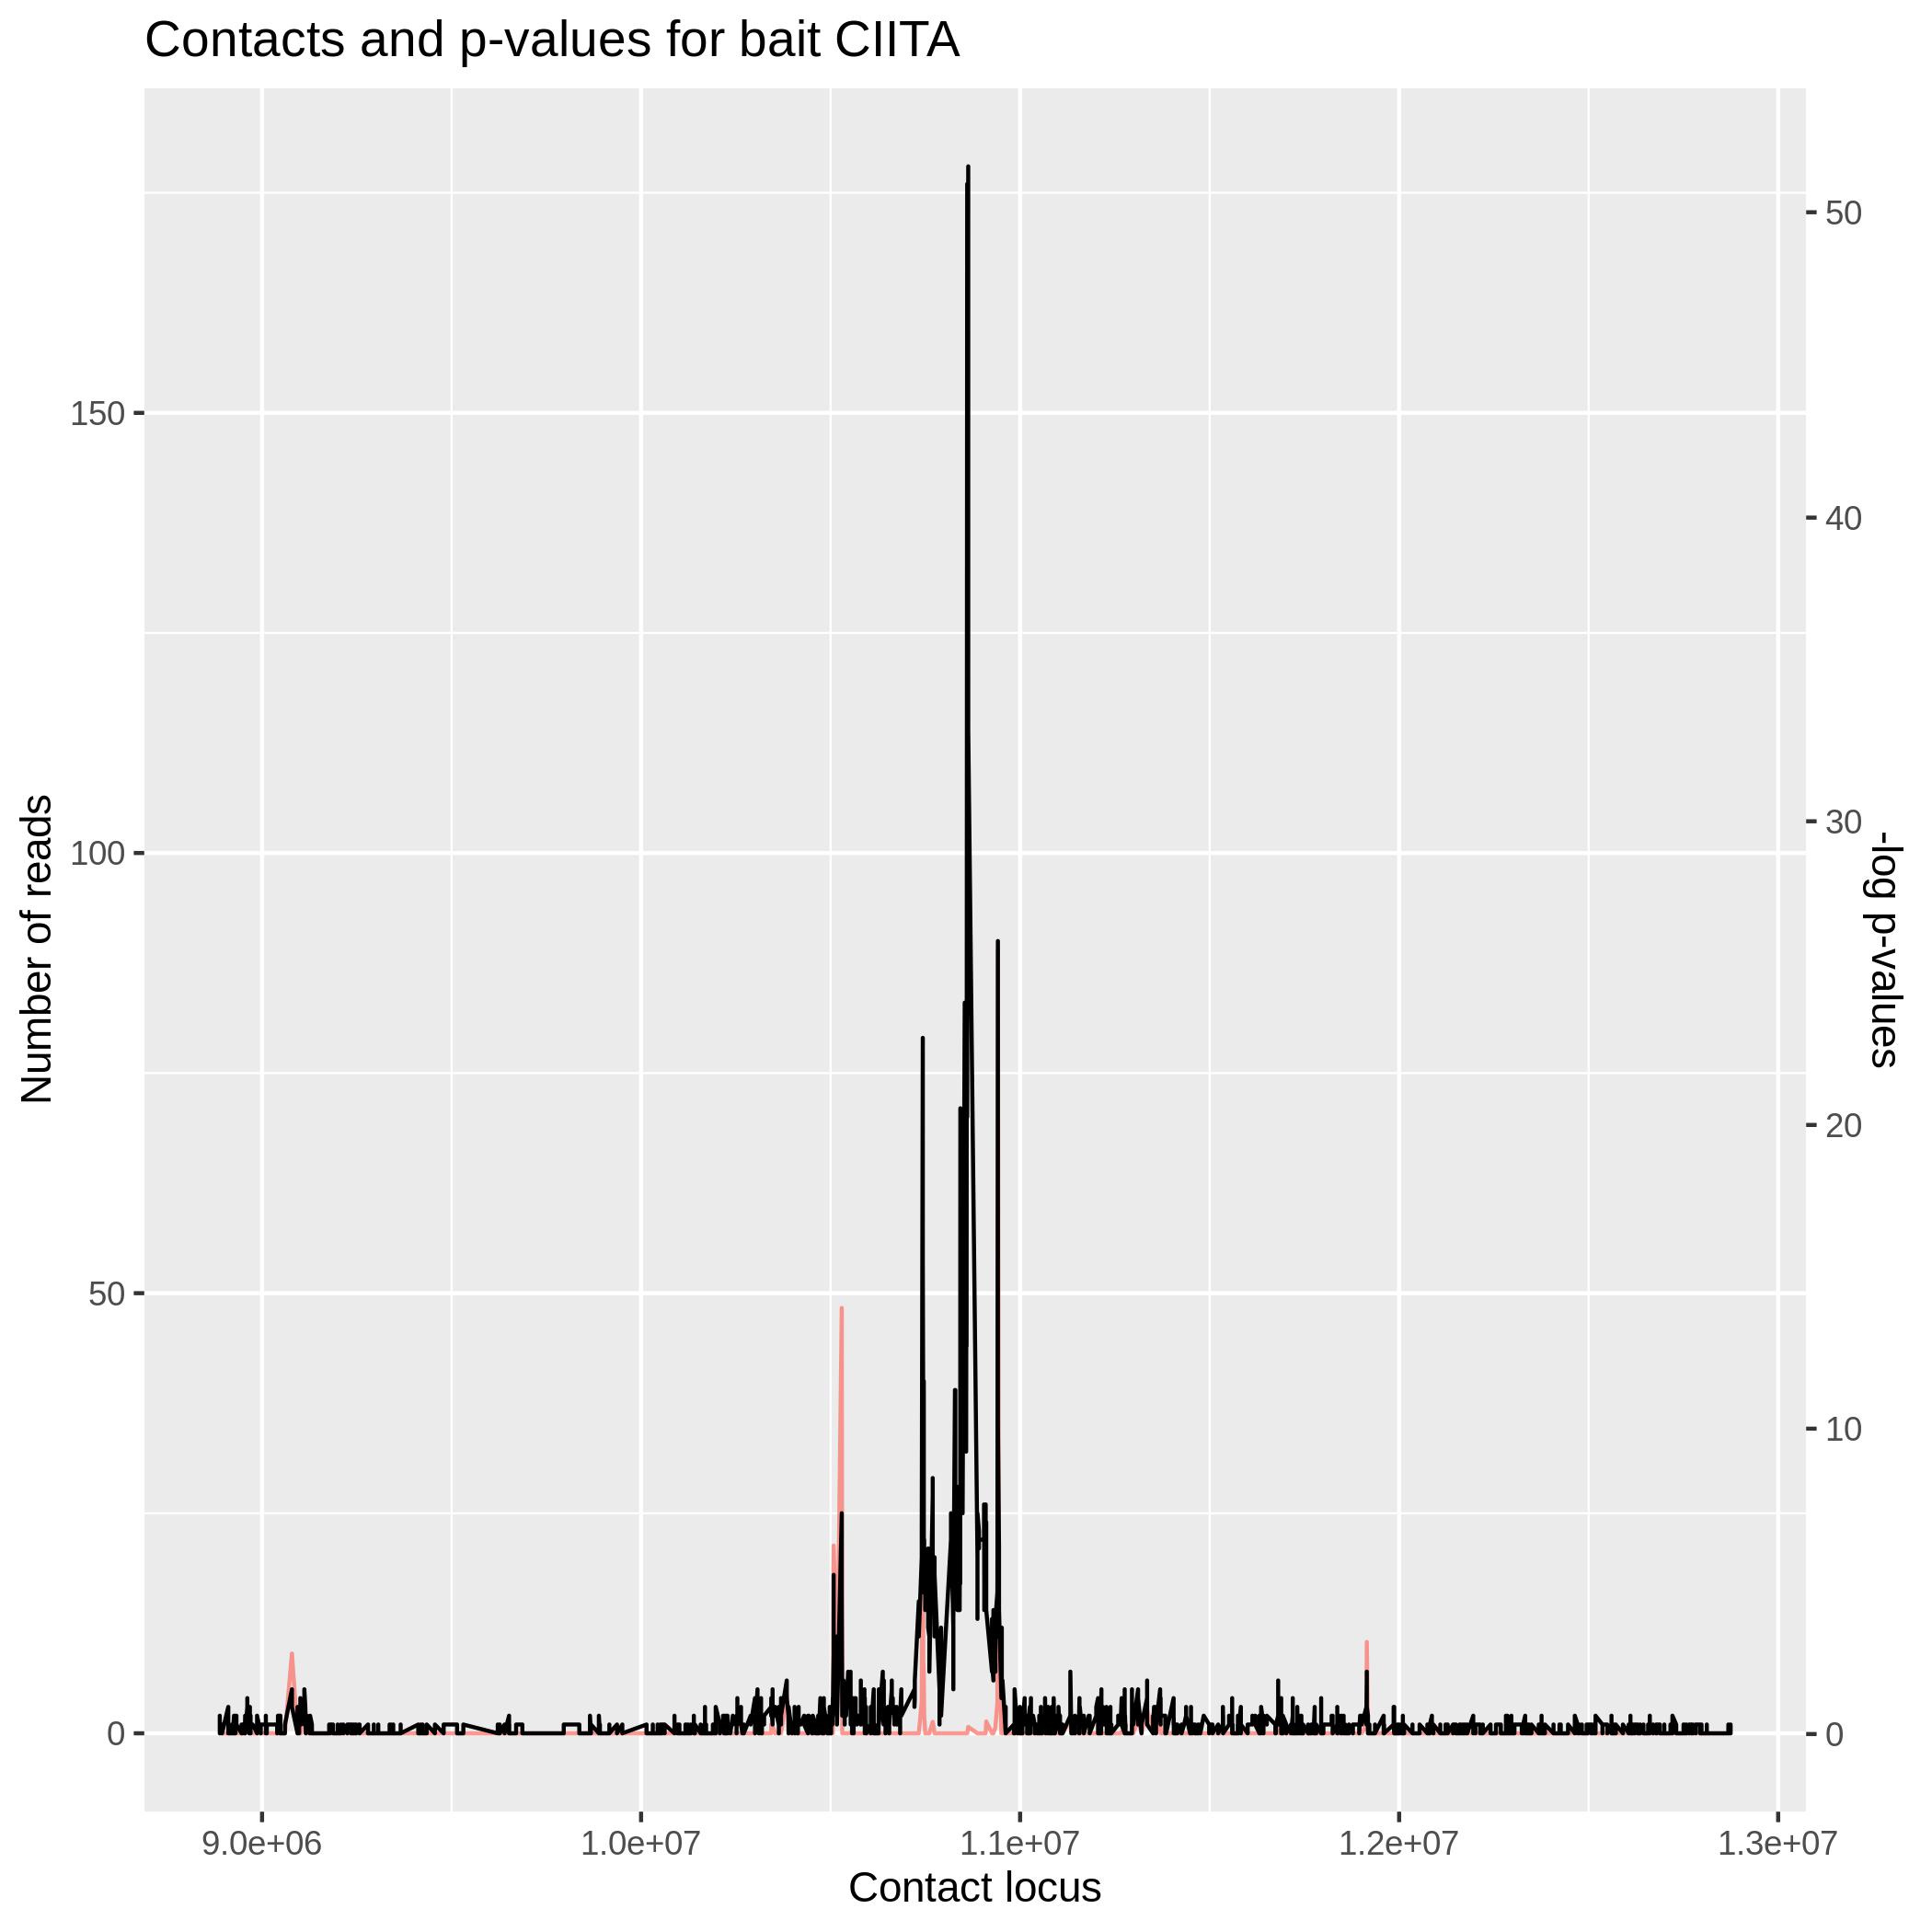 Contacts and p-values for bait CIITA
Number of reads
150
100
50
0
50
40
30
20
10
0
-log p-values
9.0e+06
1.0e+07
1.1e+07
1.2e+07
1.3e+07
Contact locus